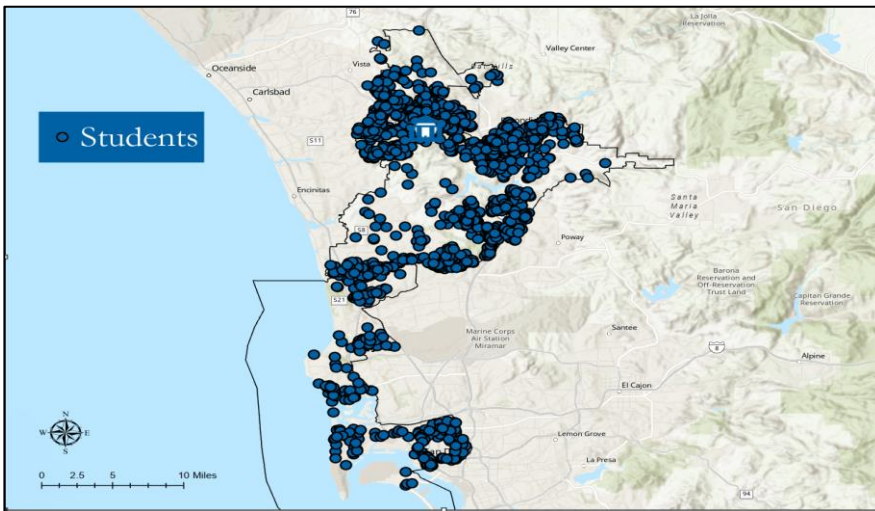 76
La Jolla
Reservation
Valley Center
Vista
Oceanside
Carlsbad
Students
S11
Encinitas
Santa
Maria
Valley
San Diego
S8
Poway
Barona
Reservation and
Off-Reservation
Trust Land
Capitan Grande
Reservation
S21
Marine Corps
Air Station
Miramar
Santee
8
Alpine
El Cajon
N
W
E
S
Lemon Grove
La Presa
0
2.5
5
10 Miles
94